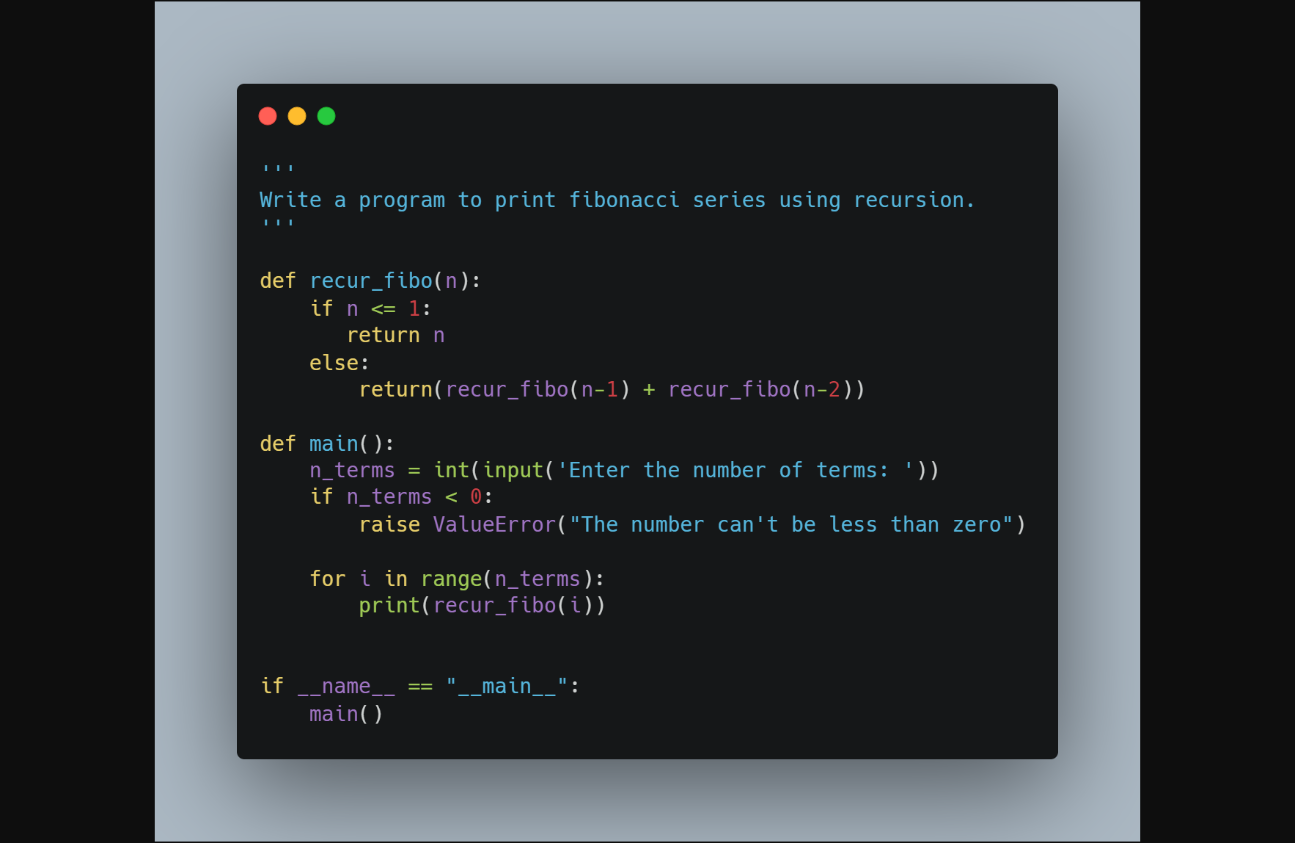 '''
Write a program to print fibonacci series using recursion.
'''

def recur_fibo(n):
    if n <= 1:
       return n
    else:
        return(recur_fibo(n-1) + recur_fibo(n-2))

def main():
    n_terms = int(input('Enter the number of terms: '))
    if n_terms < 0:
        raise ValueError("The number can't be less than zero")

    for i in range(n_terms):
        print(recur_fibo(i))


if __name__ == "__main__":
    main()